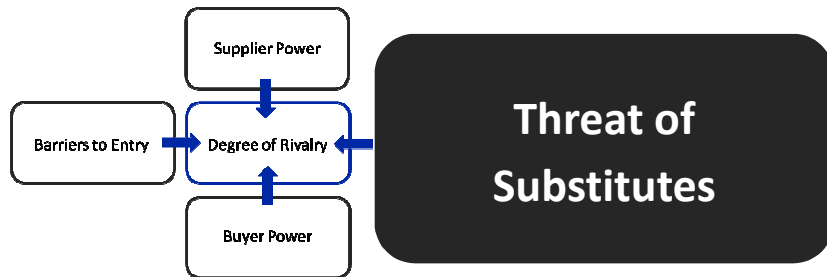 Supplier Power
Barriers to Entry
Degree of Rivalry
Threat of
Substitutes
Buyer Power